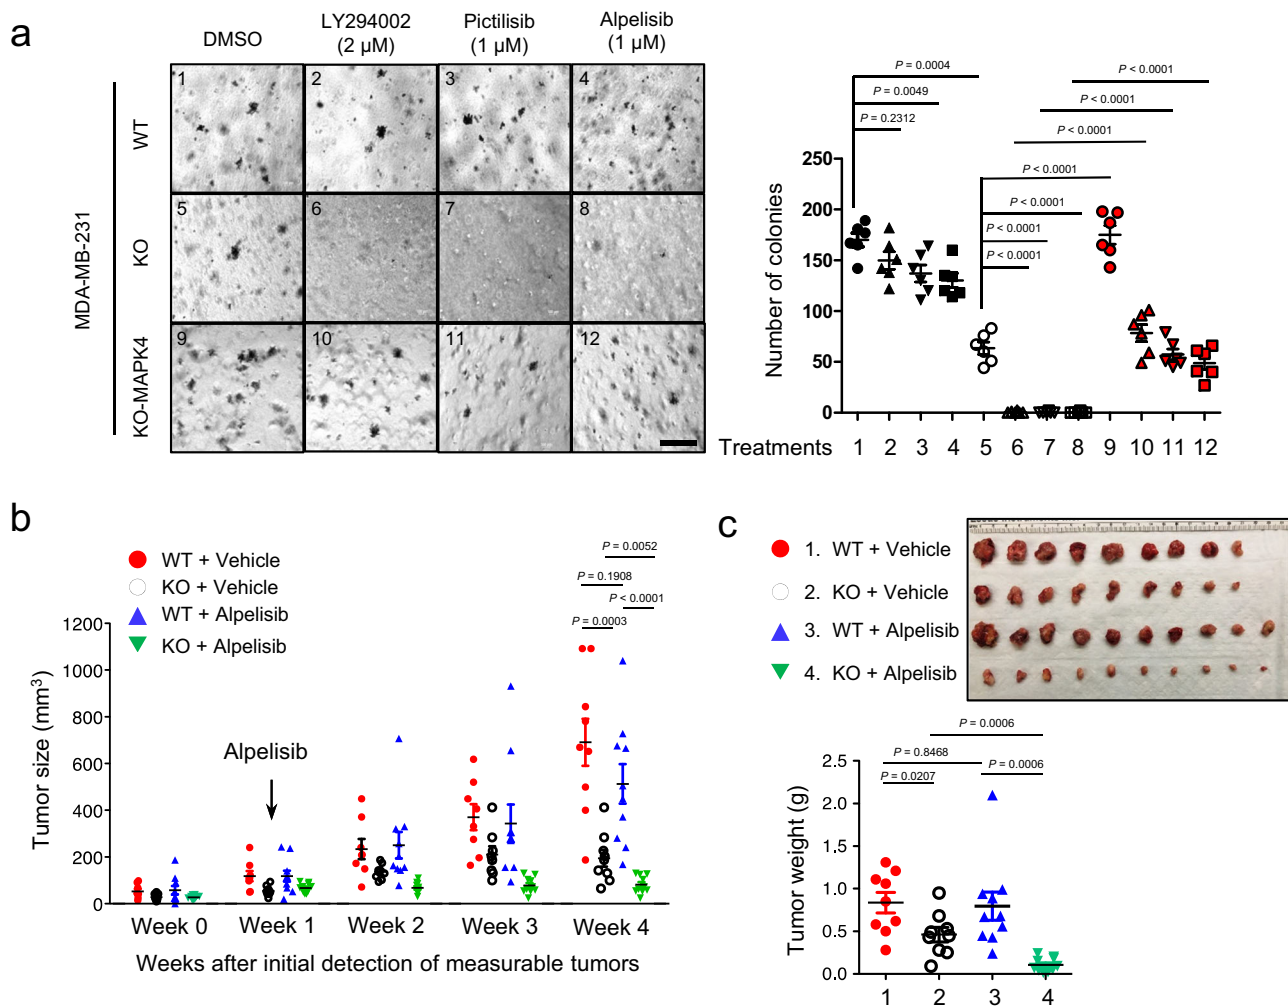 a
DMSO
LY294002
(2 µM)
Pictilisib
(1 µM)
Alpelisib
(1 µM)
MDA-MB-231
WT
KO
KO-MAPK4
1
2
3
4
5
6
7
8
9
10
11
12
P = 0.0004
P = 0.0049
P = 0.2312
P < 0.0001
P < 0.0001
P < 0.0001
P < 0.0001
P < 0.0001
P < 0.0001
P < 0.0001
Number of colonies
250
200
150
100
50
0
Treatments 1 2 3 4 5 6 7 8 9 10 11 12
b
WT + Vehicle
KO + Vehicle
WT + Alpelisib
KO + Alpelisib
P = 0.0052
P = 0.1908
P < 0.0001
P = 0.0003
Alpelisib
Tumor size (mm3)
1200
1000
800
600
400
200
0
Week 0 Week 1 Week 2 Week 3 Week 4
Weeks after initial detection of measurable tumors
c
1. WT + Vehicle
2. KO + Vehicle
3. WT + Alpelisib
4. KO + Alpelisib
P = 0.0006
P = 0.8468
P = 0.0207
P = 0.0006
Tumor weight (g)
2.5
2.0
1.5
1.0
0.5
0.0
1 2 3 4